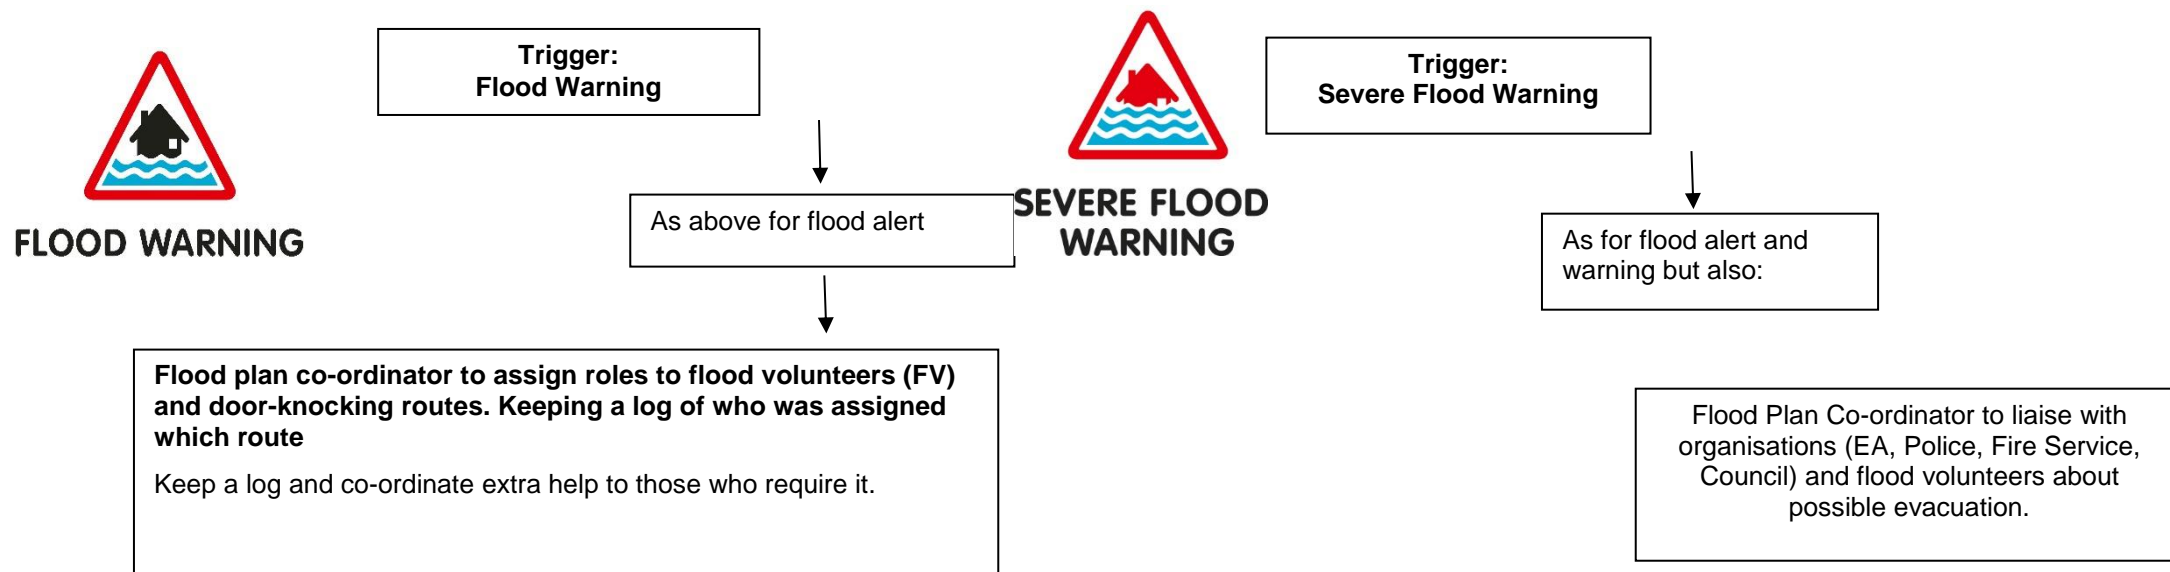 Trigger:
Flood Warning
FLOOD WARNING
As above for flood alert
Flood plan co-ordinator to assign roles to flood volunteers (FV)
and door-knocking routes. Keeping a log of who was assigned
which route
Keep a log and co-ordinate extra help to those who require it.
Trigger:
Severe Flood Warning
SEVERE FLOOD
WARNING
As for flood alert and
warning but also:
Flood Plan Co-ordinator to liaise with
organisations (EA, Police, Fire Service,
Council) and flood volunteers about
possible evacuation.